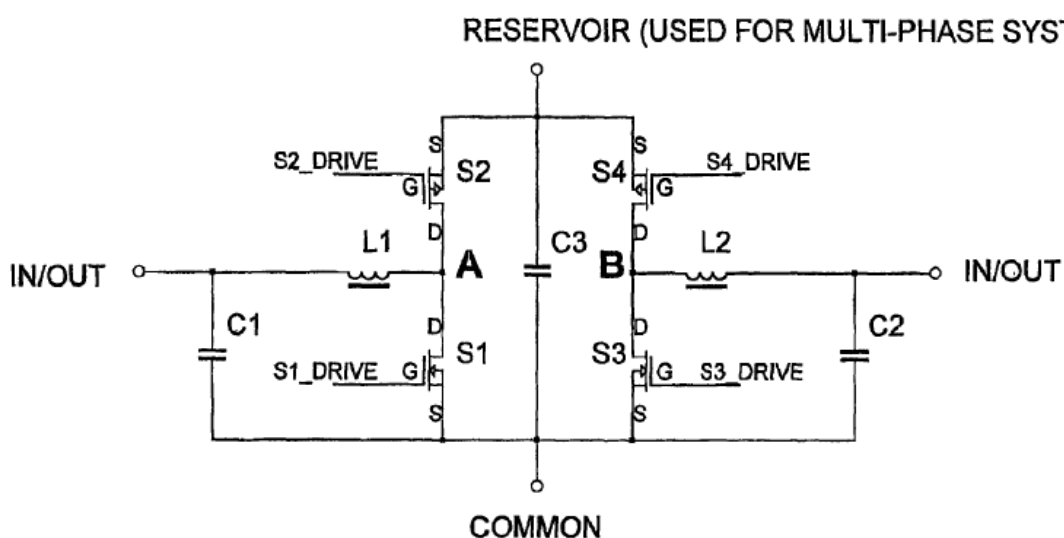 RESERVOIR (USED FOR MULTI-PHASE SYST
S S
S2_DRIVE G S2 S4 G S4_DRIVE
D D
L1 A C3 B L2
IN/OUT IN/OUT
C1 D D C2
S1_DRIVE G S1 S3 G S3_DRIVE
S S
COMMON